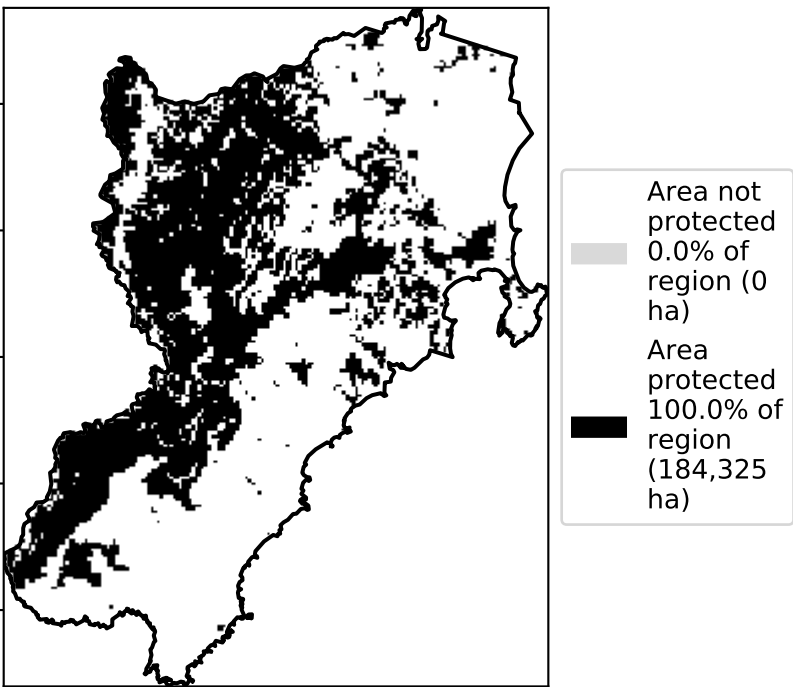 Area not
protected
0.0% of
region (0
ha)
Area
protected
100.0% of
region
(184,325
ha)